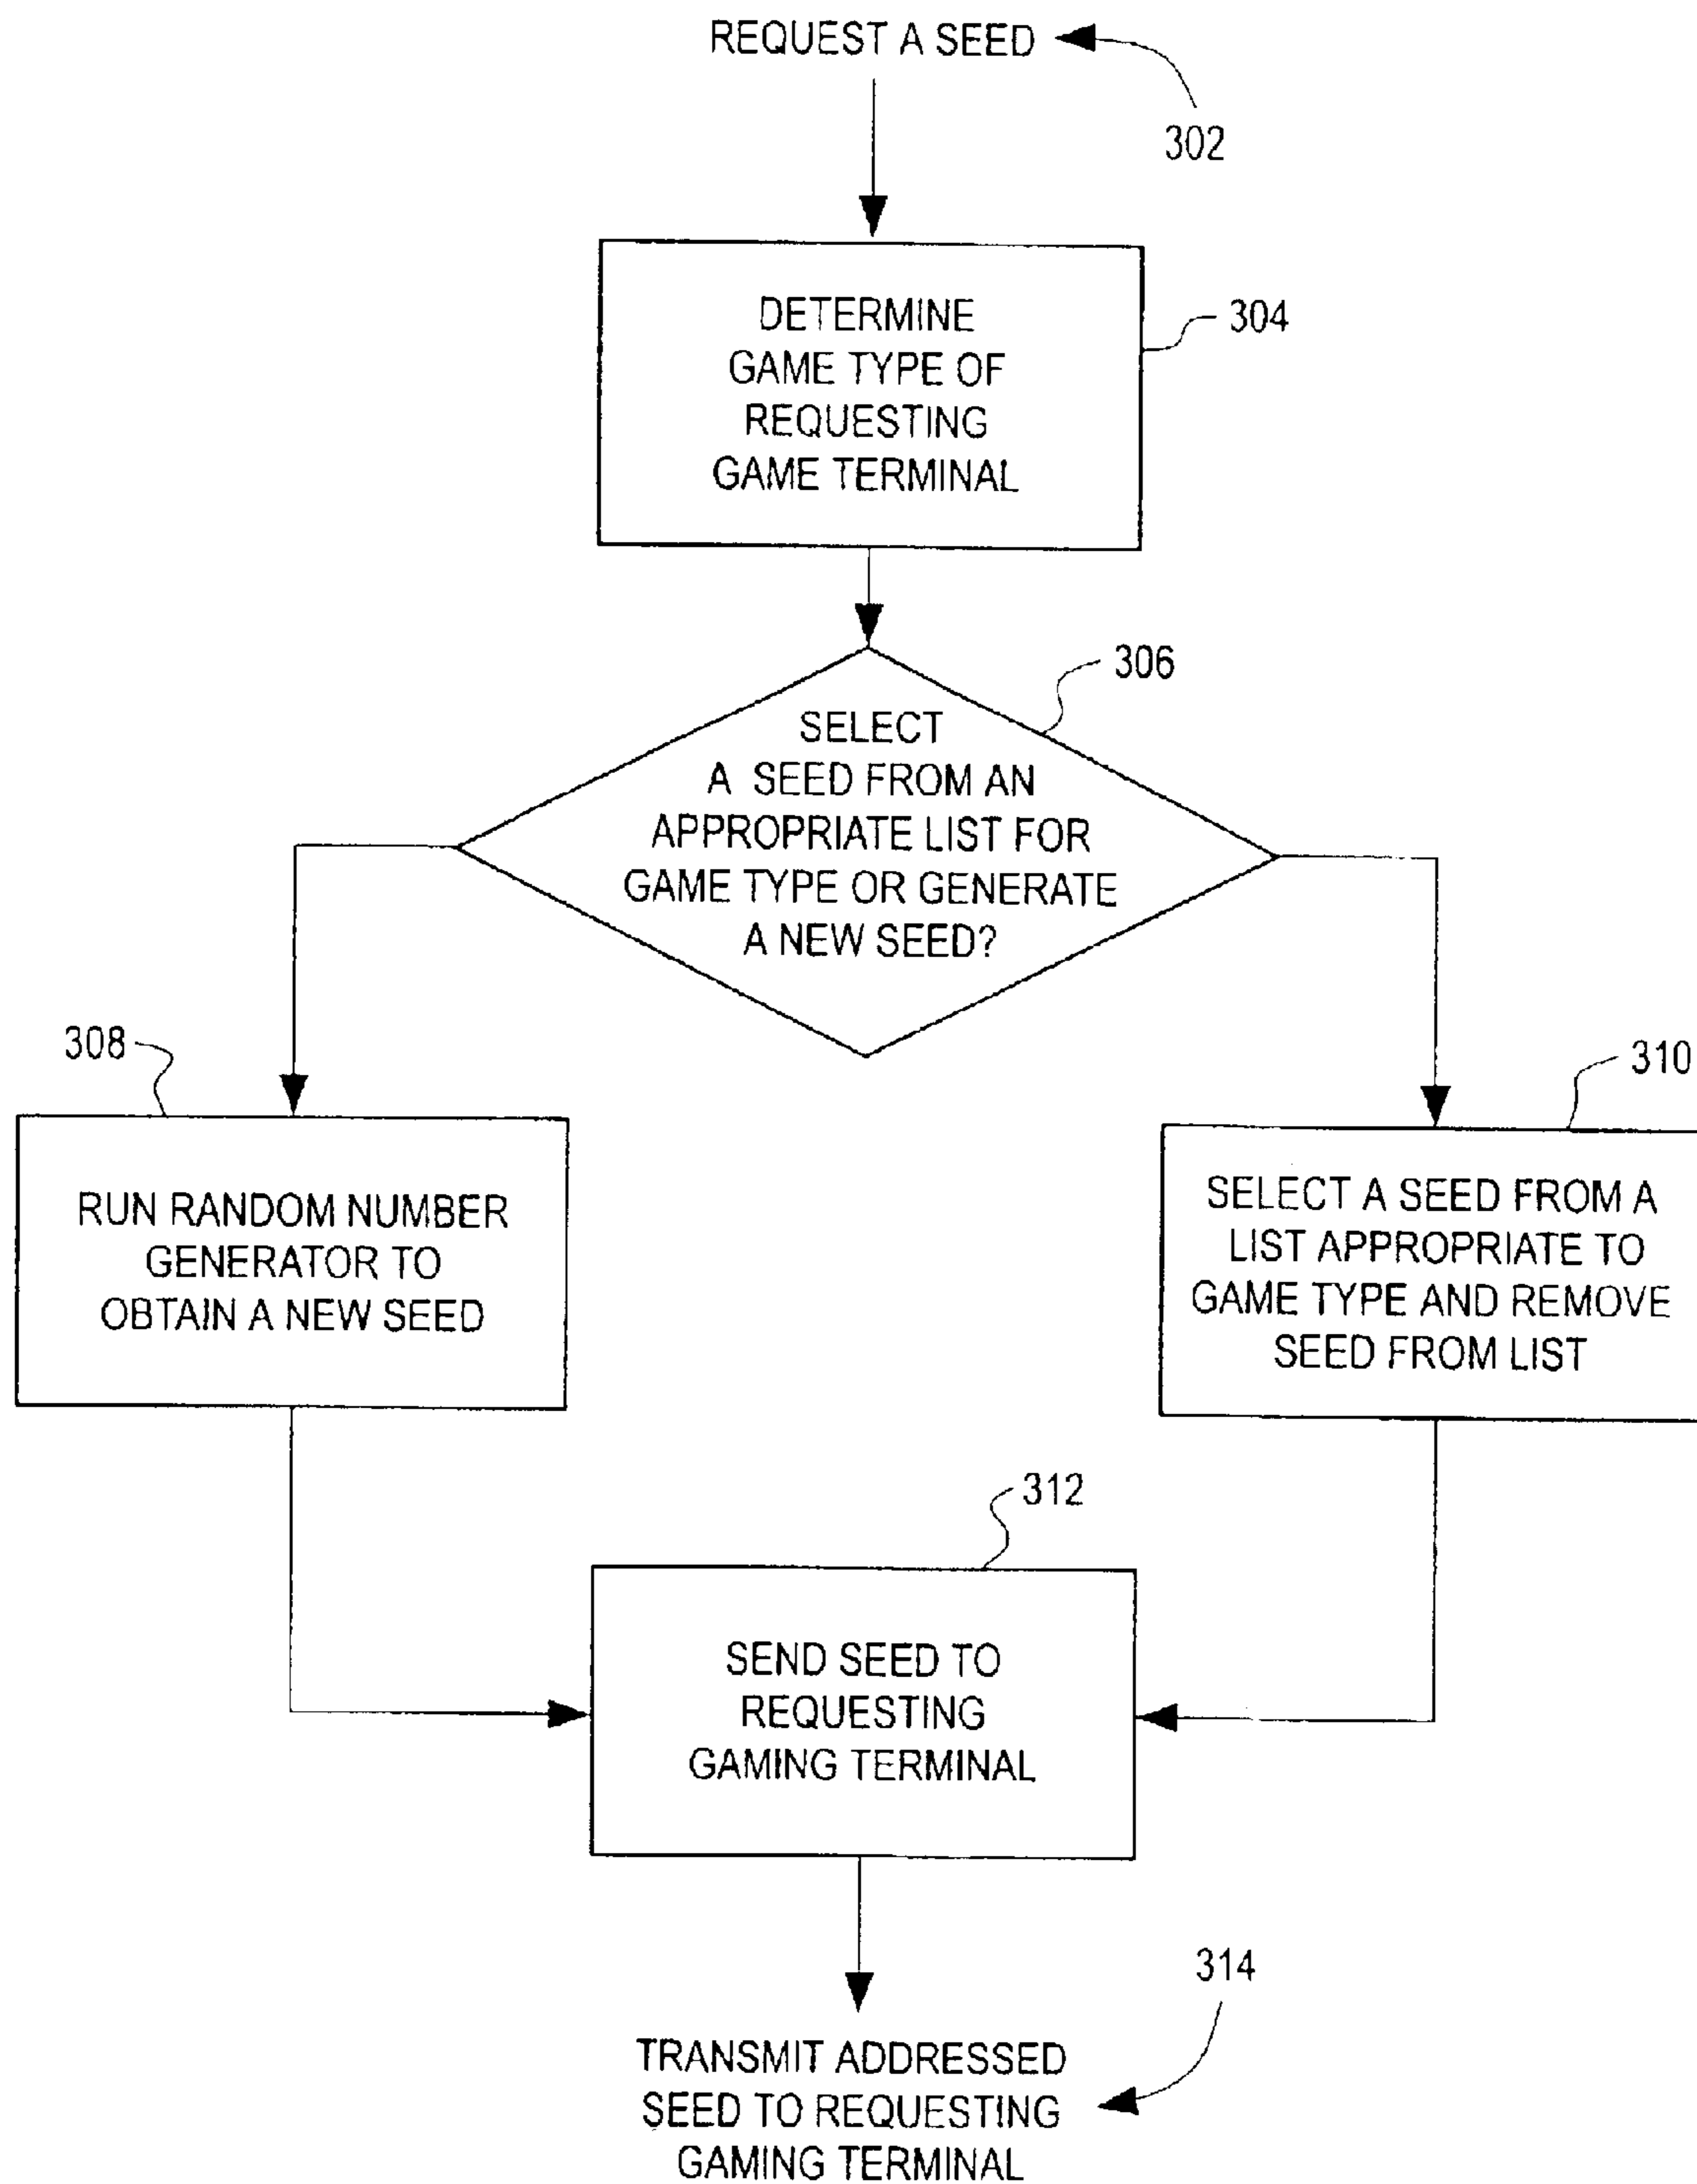 REQUEST A SEED
302
DETERMINE
GAME TYPE OF
REQUESTING
GAME TERMINAL
304
306
SELECT
A SEED FROM AN
APPROPRIATE LIST FOR
GAME TYPE OR GENERATE
A NEW SEED?
308
310
RUN RANDOM NUMBER
GENERATOR TO
OBTAIN A NEW SEED
SELECT A SEED FROM A
LIST APPROPRIATE TO
GAME TYPE AND REMOVE
SEED FROM LIST
312
SEND SEED TO
REQUESTING
GAMING TERMINAL
314
TRANSMIT ADDRESSED
SEED TO REQUESTING
GAMING TERMINAL